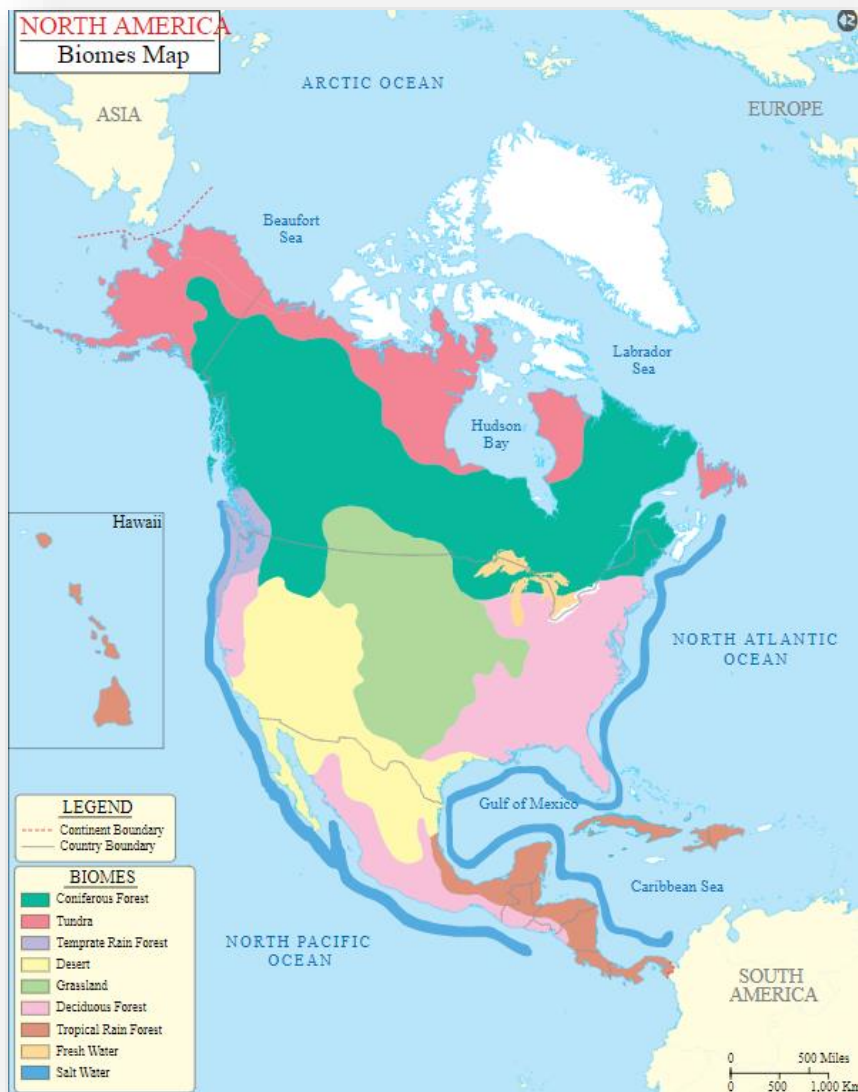 NORTH AMERICA
Biomes Map
ARCTIC OCEAN
ASIA
EUROPE
Beaufort
Sea
Labrador
Sea
Hudson
Bay
Hawaii
NORTH ATLANTIC
OCEAN
Gulf of Mexico
Caribbean Sea
NORTH PACIFIC
OCEAN
SOUTH
AMERICA
LEGEND
Continent Boundary
Country Boundary
BIOMES
Coniferous Forest
Tundra
Temprate Rain Forest
Desert
Grassland
Deciduous Forest
Tropical Rain Forest
Fresh Water
Salt Water
0 500 Miles
0 500 1,000 Km